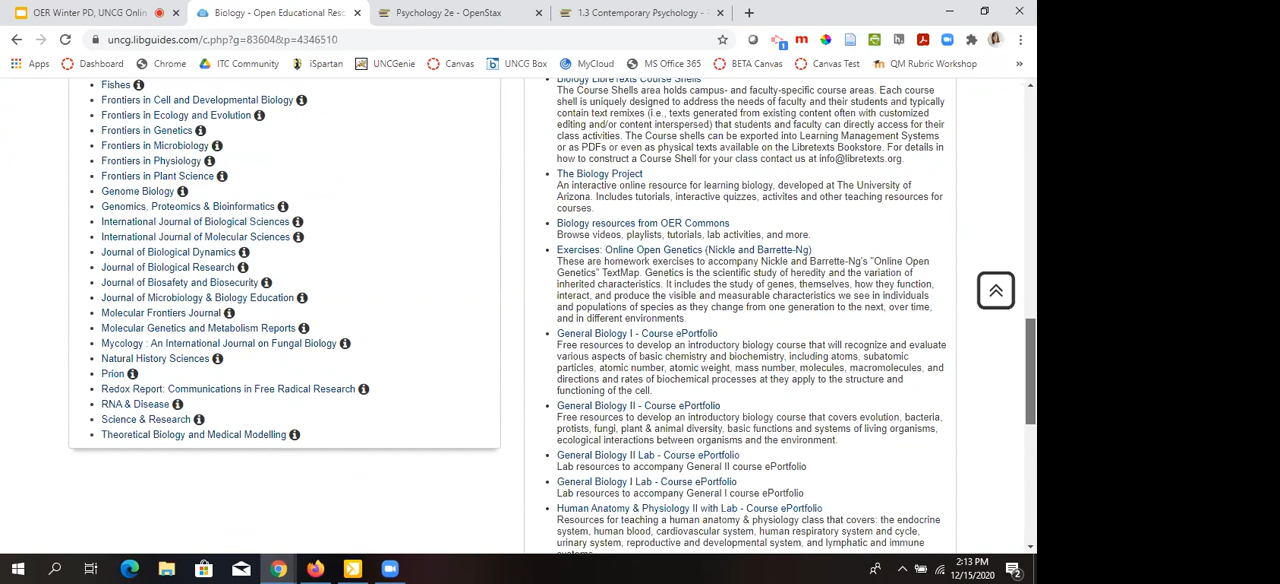 OER Winter PD, UNCG Onlin
Biology - Open Educational Resc
Psychology 2e - OpenStax
1.3 Contemporary Psychology -
uncg.libguides.com/c.php?g=83604&p=4346510
Apps
Dashboard
Chrome
ITC Community
iSpartan
UNCGenie
Canvas
UNCG Box
MyCloud
MS Office 365
BETA Canvas
Canvas Test
QM Rubric Workshop
Fishes
Frontiers in Cell and Developmental Biology
Frontiers in Ecology and Evolution
Frontiers in Genetics
Frontiers in Microbiology
Frontiers in Physiology
Frontiers in Plant Science
Genome Biology
Genomics, Proteomics & Bioinformatics
International Journal of Biological Sciences
International Journal of Molecular Sciences
Journal of Biological Dynamics
Journal of Biological Research
Journal of Biosafety and Biosecurity
Journal of Microbiology & Biology Education
Molecular Frontiers Journal
Molecular Genetics and Metabolism Reports
Mycology : An International Journal on Fungal Biology
Natural History Sciences
Prion
Redox Report: Communications in Free Radical Research
RNA & Disease
Science & Research
Theoretical Biology and Medical Modelling
Biology LibreTexts Course Shells
The Course Shells area holds campus- and faculty-specific course areas. Each course
shell is uniquely designed to address the needs of faculty and their students and typically
contain text remixes (i.e., texts generated from existing content often with customized
editing and/or content interspersed) that students and faculty can directly access for their
class activities. The Course shells can be exported into Learning Management Systems
or as PDFs or even as physical texts available on the Libretexts Bookstore. For details in
how to construct a Course Shell for your class contact us at info@libretexts.org.
The Biology Project
An interactive online resource for learning biology, developed at The University of
Arizona. Includes tutorials, interactive quizzes, activites and other teaching resources for
courses.
Biology resources from OER Commons
Browse videos, playlists, tutorials, lab activities, and more.
Exercises: Online Open Genetics (Nickle and Barrette-Ng)
These are homework exercises to accompany Nickle and Barrette-Ng's "Online Open
Genetics" TextMap. Genetics is the scientific study of heredity and the variation of
inherited characteristics. It includes the study of genes, themselves, how they function,
interact, and produce the visible and measurable characteristics we see in individuals
and populations of species as they change from one generation to the next, over time,
and in different environments.
General Biology I - Course ePortfolio
Free resources to develop an introductory biology course that will recognize and evaluate
various aspects of basic chemistry and biochemistry, including atoms, subatomic
particles, atomic number, atomic weight, mass number, molecules, macromolecules, and
directions and rates of biochemical processes at they apply to the structure and
functioning of the cell.
General Biology II - Course ePortfolio
Free resources to develop an introductory biology course that covers evolution, bacteria,
protists, fungi, plant & animal diversity, basic functions and systems of living organisms,
ecological interactions between organisms and the environment.
General Biology II Lab - Course ePortfolio
Lab resources to accompany General II course ePortfolio
General Biology I Lab - Course ePortfolio
Lab resources to accompany General I course ePortfolio
Human Anatomy & Physiology II with Lab - Course ePortfolio
Resources for teaching a human anatomy & physiology class that covers: the endocrine
system, human blood, cardiovascular system, human respiratory system and cycle,
urinary system, reproductive and developmental system, and lymphatic and immune
systems.
2:13 PM
12/15/2020